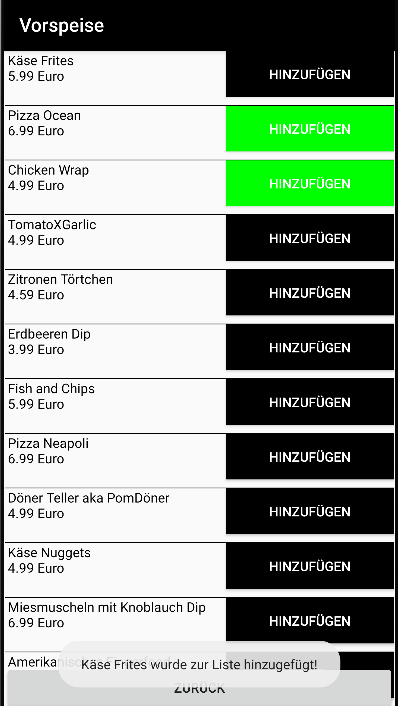 Vorspeise
Käse Frites
5.99 Euro
HINZUFÜGEN
Pizza Ocean
6.99 Euro
HINZUFÜGEN
Chicken Wrap
4.99 Euro
HINZUFÜGEN
TomatoXGarlic
4.99 Euro
HINZUFÜGEN
Zitronen Törtchen
4.59 Euro
HINZUFÜGEN
Erdbeeren Dip
3.99 Euro
HINZUFÜGEN
Fish and Chips
5.99 Euro
HINZUFÜGEN
Pizza Neapoli
6.99 Euro
HINZUFÜGEN
Döner Teller aka PomDöner
4.99 Euro
HINZUFÜGEN
Käse Nuggets
4.99 Euro
HINZUFÜGEN
Miesmuscheln mit Knoblauch Dip
6.99 Euro
HINZUFÜGEN
Käse Frites wurde zur Liste hinzugefügt!
ZURÜCK